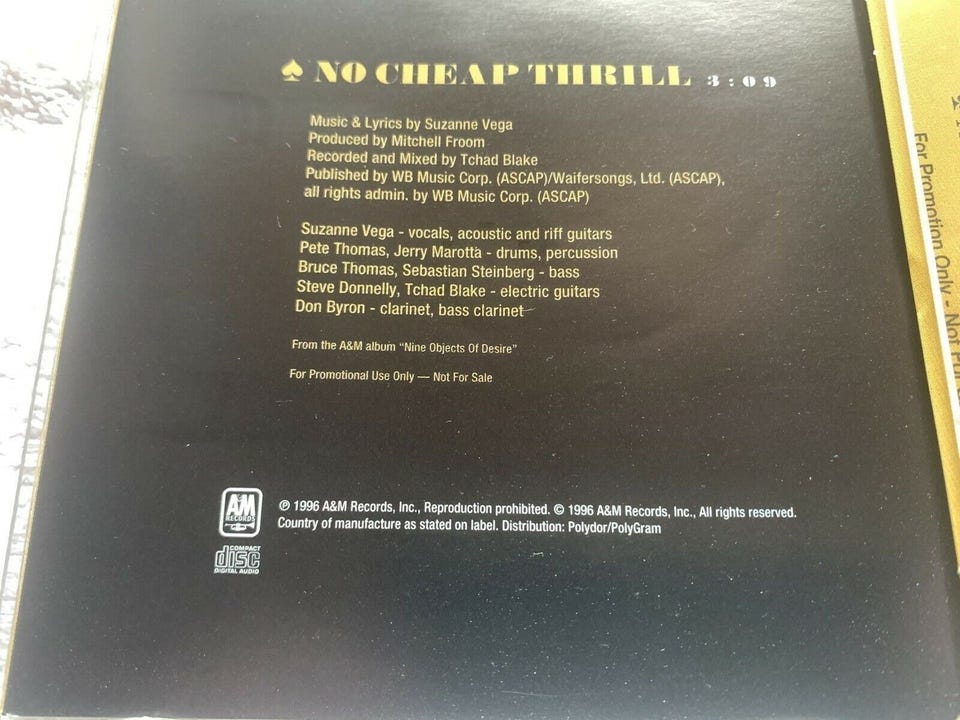 ♠ NO CHEAP THRILL 3:09
Music & Lyrics by Suzanne Vega
Produced by Mitchell Froom
Recorded and Mixed by Tchad Blake
Published by WB Music Corp. (ASCAP)/Waifersongs, Ltd. (ASCAP),
all rights admin. by WB Music Corp. (ASCAP)
Suzanne Vega - vocals, acoustic and riff guitars
Pete Thomas, Jerry Marotta - drums, percussion
Bruce Thomas, Sebastian Steinberg - bass
Steve Donnelly, Tchad Blake - electric guitars
Don Byron - clarinet, bass clarinet
From the A&M album “Nine Objects Of Desire”
For Promotional Use Only — Not For Sale
A&M
RECORDS
℗ 1996 A&M Records, Inc., Reproduction prohibited. © 1996 A&M Records, Inc., All rights reserved.
Country of manufacture as stated on label. Distribution: Polydor/PolyGram
COMPACT
disc
DIGITAL AUDIO
For Promotion Only - Not For